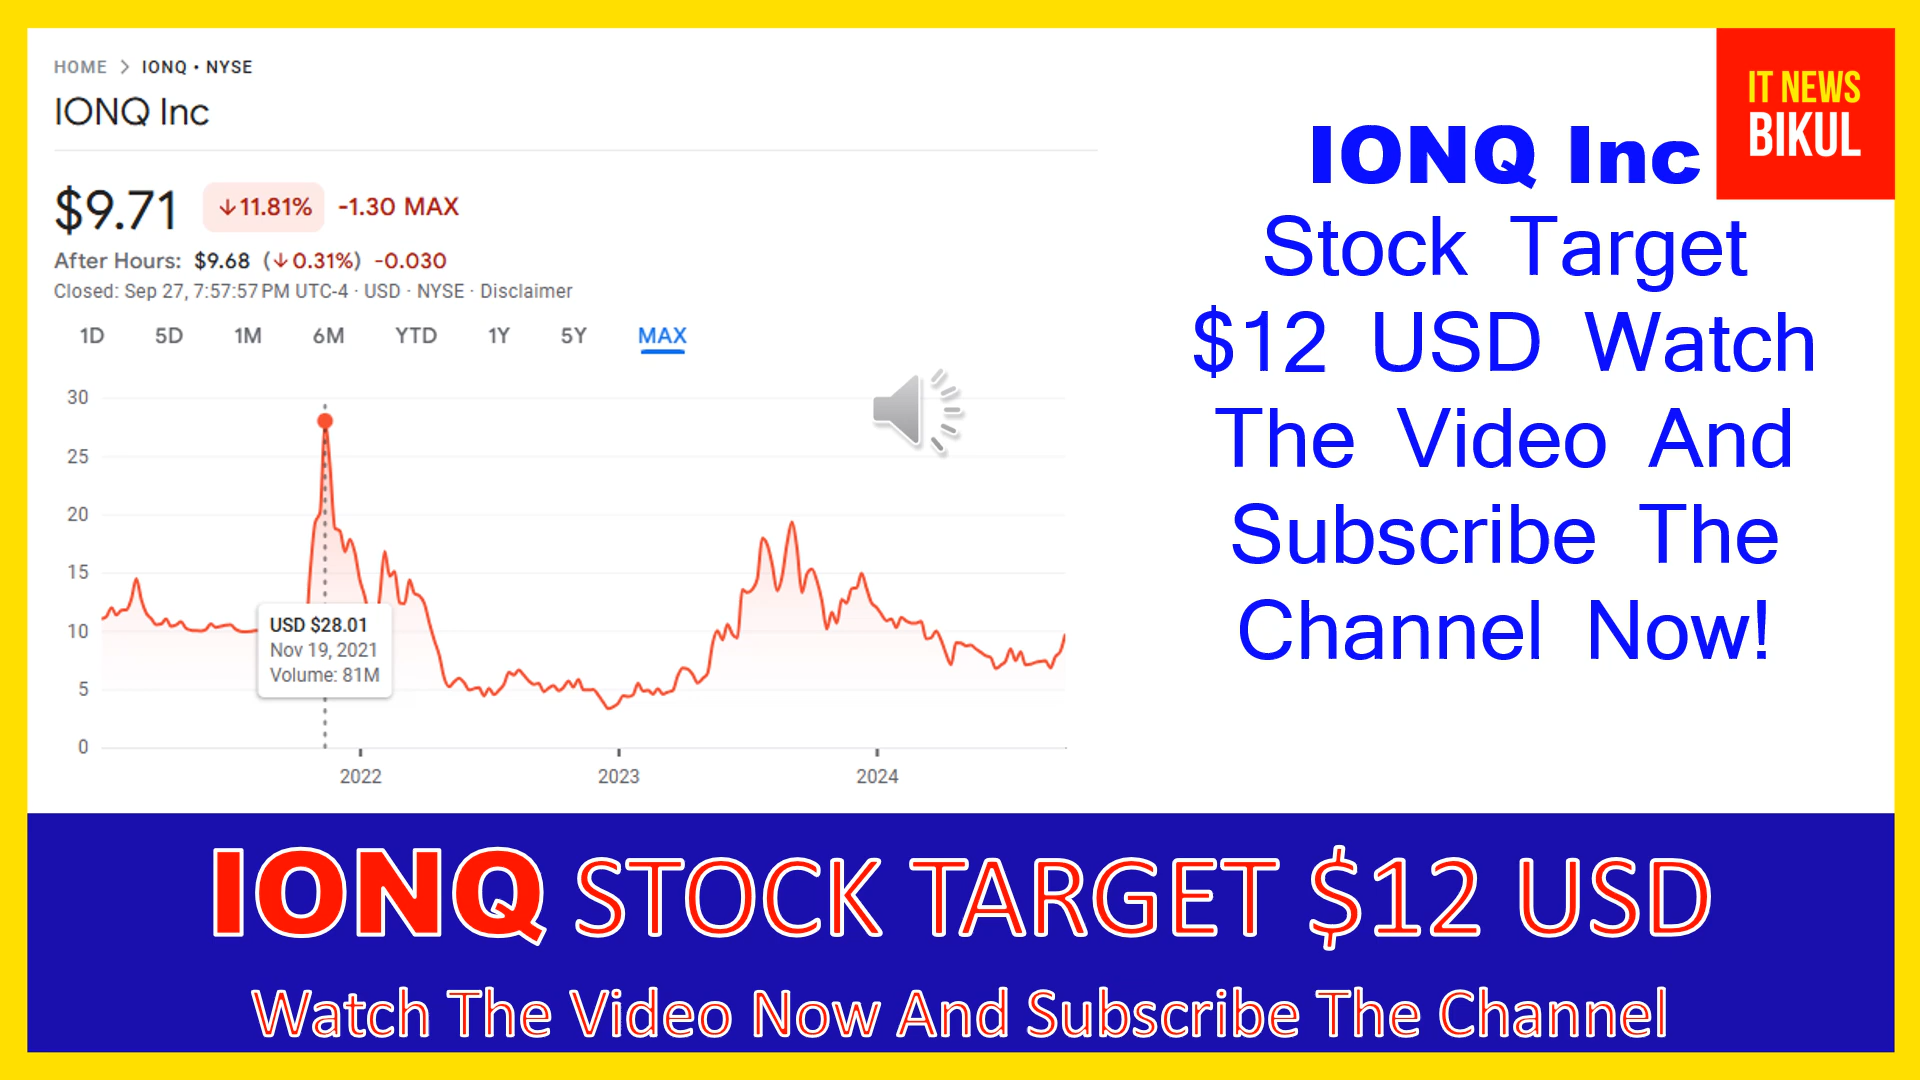 HOME > IONQ • NYSE
IONQ Inc
$9.71 ↓11.81% -1.30 MAX
After Hours: $9.68 (↓0.31%) -0.030
Closed: Sep 27, 7:57:57 PM UTC-4 · USD · NYSE · Disclaimer
1D 5D 1M 6M YTD 1Y 5Y MAX
30
25
20
15
10
5
0
USD $28.01
Nov 19, 2021
Volume: 81M
2022 2023 2024
IT NEWS
BIKUL
IONQ Inc
Stock Target
$12 USD Watch
The Video And
Subscribe The
Channel Now!
IONQ STOCK TARGET $12 USD
Watch The Video Now And Subscribe The Channel